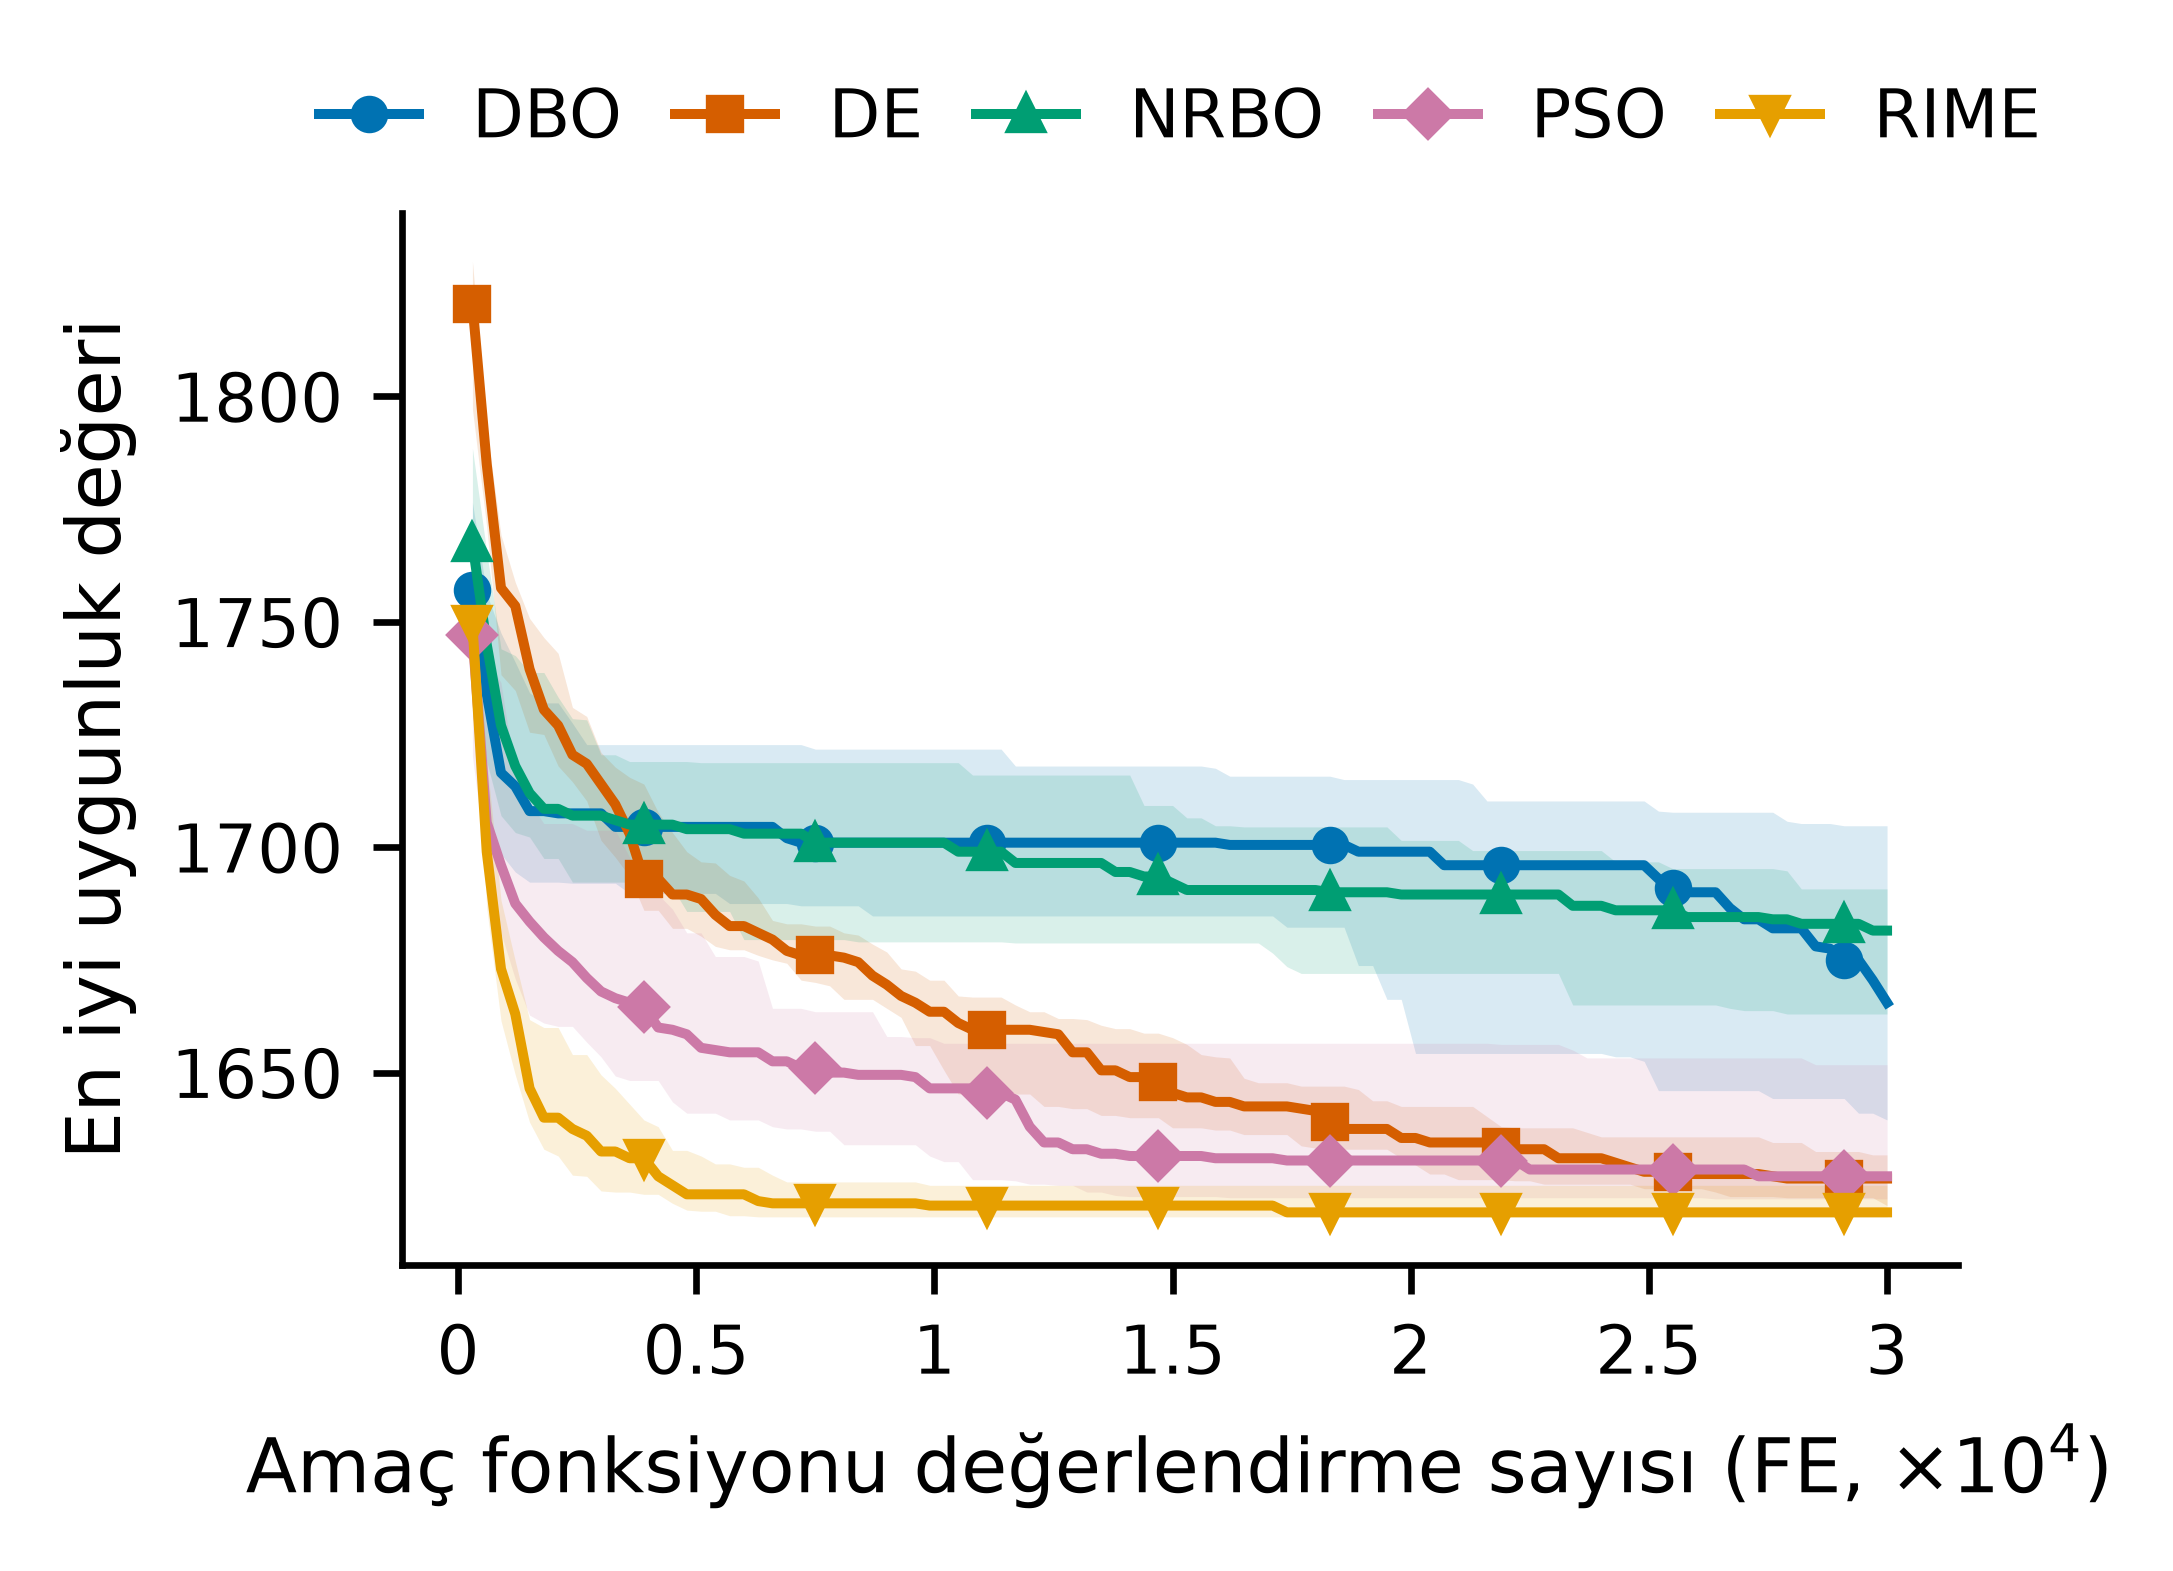 DBO DE NRBO PSO RIME
En iyi uygunluk değeri
1800
1750
1700
1650
0 0.5 1 1.5 2 2.5 3
Amaç fonksiyonu değerlendirme sayısı (FE, ×10⁴)